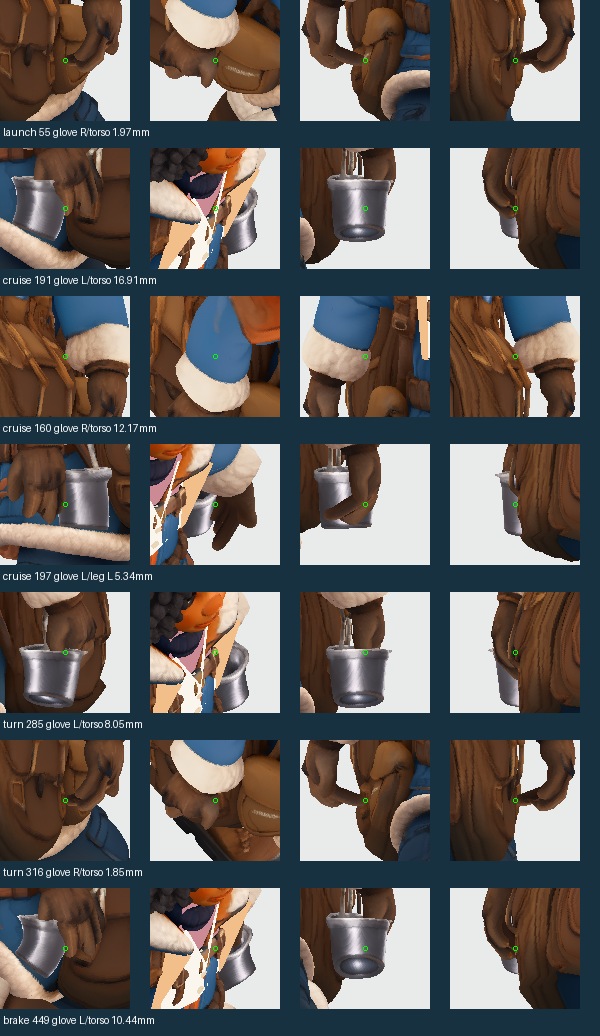 launch 55 glove R/torso 1.97mm
cruise 191 glove L/torso 16.91mm
cruise 160 glove R/torso 12.17mm
cruise 197 glove L/leg L 5.34mm
turn 285 glove L/torso 8.05mm
turn 316 glove R/torso 1.85mm
brake 449 glove L/torso 10.44mm